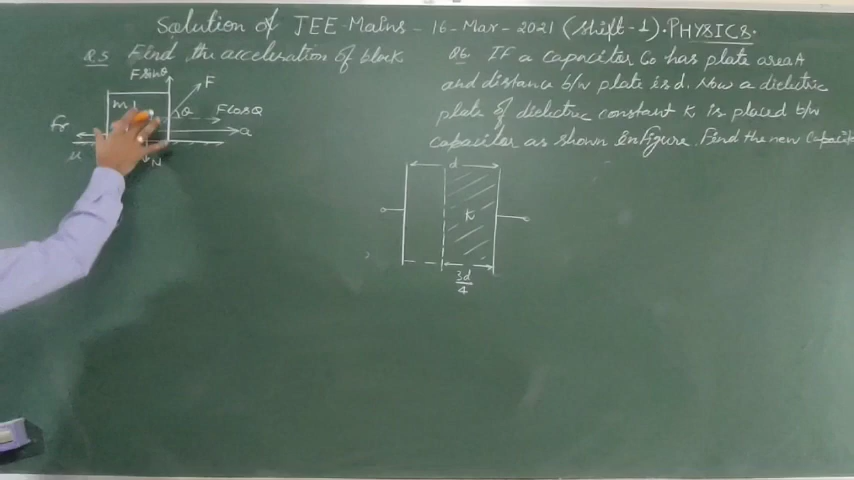 Solution of JEE-Mains - 16-Mar-2021 (Shift-1). PHYSICS.
Q.5 Find the acceleration of block
F sinθ
F
m
θ
F cosθ
fr
a
μ
N
Q6. If a capacitor C0 has plate area A
and distance b/w plate is d. Now a dielectric
plate of dielectric constant K is placed b/w
capacitor as shown in figure. Find the new Capacit
d
K
3d
4